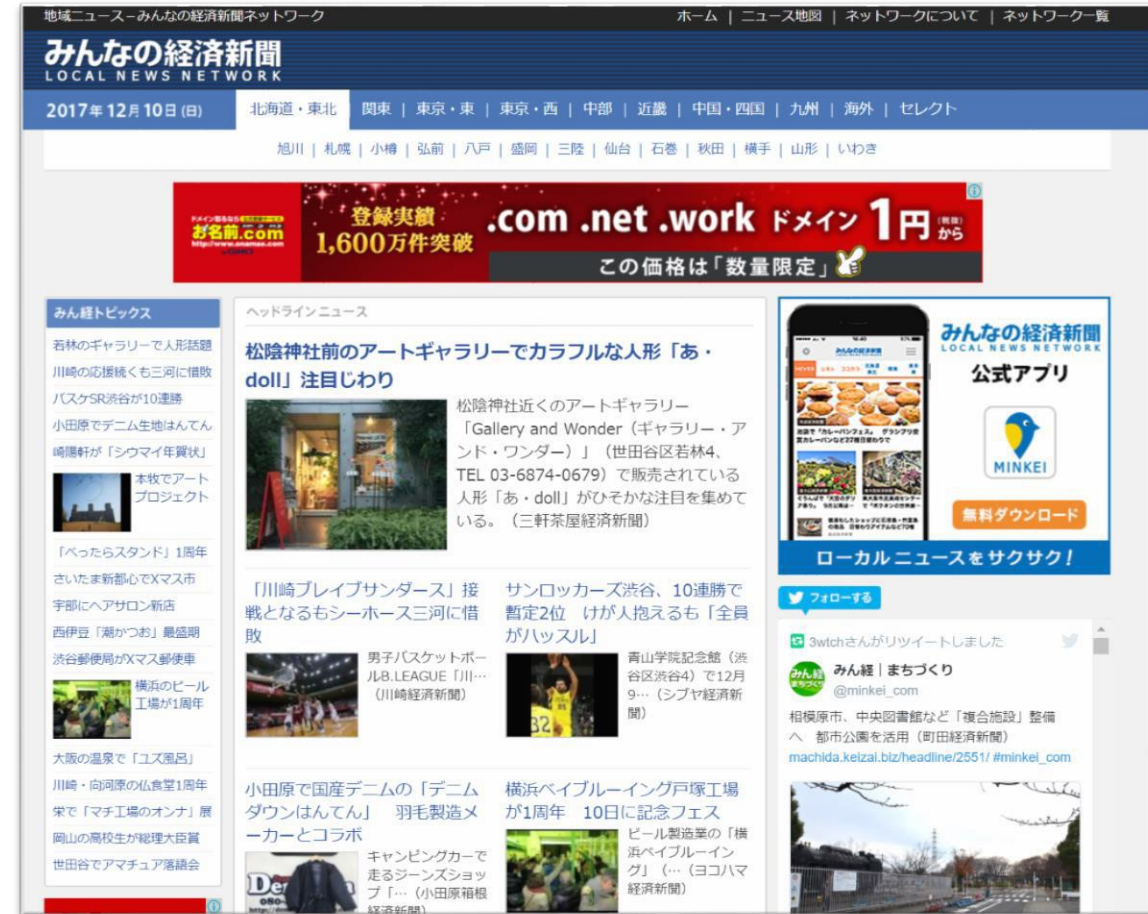 地域ニュース－みんなの経済新聞ネットワーク
ホーム | ニュース地図 | ネットワークについて | ネットワーク一覧
みんなの経済新聞
LOCAL NEWS NETWORK
2017年12月10日(日)
北海道・東北 関東 | 東京・東 | 東京・西 | 中部 | 近畿 | 中国・四国 | 九州 | 海外 | セレクト
旭川 | 札幌 | 小樽 | 弘前 | 八戸 | 盛岡 | 三陸 | 仙台 | 石巻 | 秋田 | 横手 | 山形 | いわき
お名前.com
登録実績
1,600万件突破
.com .net .work ドメイン 1円(税抜)から
この価格は「数量限定」
みん経トピックス
若林のギャラリーで人形話題
川崎の応援続くも三河に惜敗
バスケSR渋谷が10連勝
小田原でデニム生地はんてん
崎陽軒が「シウマイ年賀状」
本牧でアート
プロジェクト
「べったらスタンド」1周年
さいたま新都心でXマス市
宇部にヘアサロン新店
西伊豆「潮かつお」最盛期
渋谷郵便局がXマス郵便車
横浜のビール
工場が1周年
大阪の温泉で「ユズ風呂」
川崎・向河原の仏食堂1周年
栄で「マチ工場のオンナ」展
岡山の高校生が総理大臣賞
世田谷でアマチュア落語会
ヘッドラインニュース
松陰神社前のアートギャラリーでカラフルな人形「あ・
doll」注目じわり
松陰神社近くのアートギャラリー
「Gallery and Wonder（ギャラリー・ア
ンド・ワンダー）」（世田谷区若林4、
TEL 03-6874-0679）で販売されている
人形「あ・doll」がひそかな注目を集めて
いる。（三軒茶屋経済新聞）
「川崎ブレイブサンダース」接
戦となるもシーホース三河に惜
敗
男子バスケットボー
ルB.LEAGUE「川…
（川崎経済新聞）
サンロッカーズ渋谷、10連勝で
暫定2位　けが人抱えるも「全員
がハッスル」
青山学院記念館（渋
谷区渋谷4）で12月
9…（シブヤ経済新
聞）
32
小田原で国産デニムの「デニム
ダウンはんてん」　羽毛製造メ
ーカーとコラボ
キャンピングカーで
走るジーンズショッ
プ「…（小田原箱根
経済新聞）
横浜ベイブルーイング戸塚工場
が1周年　10日に記念フェス
ビール製造業の「横
浜ベイブルーイン
グ」（…（ヨコハマ
経済新聞）
みんなの経済新聞
LOCAL NEWS NETWORK
公式アプリ
MINKEI
無料ダウンロード
ローカルニュースをサクサク！
フォローする
3wtchさんがリツイートしました
みん経
まちづくり
みん経｜まちづくり
@minkei_com
相模原市、中央図書館など「複合施設」整備
へ　都市公園を活用（町田経済新聞）
machida.keizai.biz/headline/2551/ #minkei_com